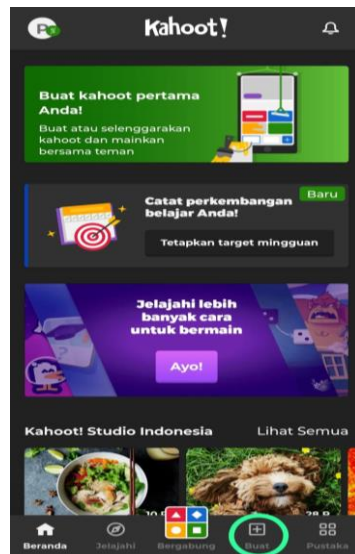 Kahoot!
Buat kahoot pertama
Anda!
Buat atau selenggarakan
kahoot dan mainkan
bersama teman
Baru
Catat perkembangan
belajar Anda!
Tetapkan target mingguan
Jelajahi lebih
banyak cara
untuk bermain
Ayo!
Kahoot! Studio Indonesia Lihat Semua
Beranda Jelajahi Bergabung Buat Pustaka